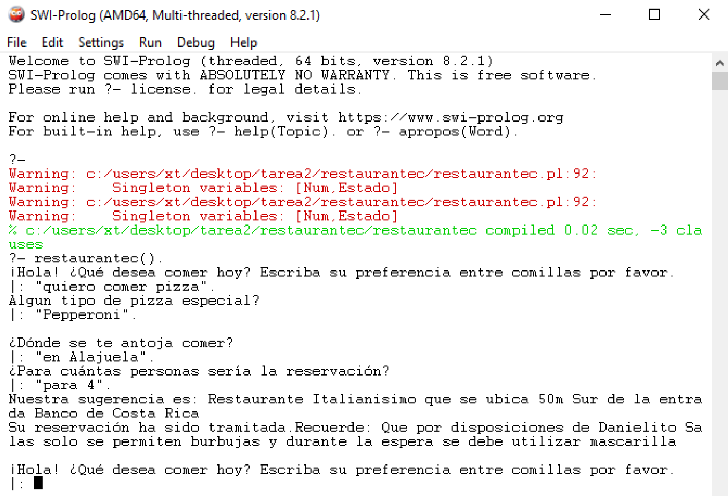 SWI-Prolog (AMD64, Multi-threaded, version 8.2.1)
File Edit Settings Run Debug Help
Welcome to SWI-Prolog (threaded, 64 bits, version 8.2.1)
SWI-Prolog comes with ABSOLUTELY NO WARRANTY. This is free software.
Please run ?- license. for legal details.
For online help and background, visit https://www.swi-prolog.org
For built-in help, use ?- help(Topic). or ?- apropos(Word).
?-
Warning: c:/users/xt/desktop/tarea2/restaurantec/restaurantec.pl:92:
Warning:    Singleton variables: [Num,Estado]
Warning: c:/users/xt/desktop/tarea2/restaurantec/restaurantec.pl:92:
Warning:    Singleton variables: [Num,Estado]
% c:/users/xt/desktop/tarea2/restaurantec/restaurantec compiled 0.02 sec, -3 cla
uses
?- restaurantec().
¡Hola! ¿Qué desea comer hoy? Escriba su preferencia entre comillas por favor.
|: "quiero comer pizza".
Algun tipo de pizza especial?
|: "Pepperoni".
¿Dónde se te antoja comer?
|: "en Alajuela".
¿Para cuántas personas sería la reservación?
|: "para 4".
Nuestra sugerencia es: Restaurante Italianisimo que se ubica 50m Sur de la entra
da Banco de Costa Rica
Su reservación ha sido tramitada.Recuerde: Que por disposiciones de Danielito Sa
las solo se permiten burbujas y durante la espera se debe utilizar mascarilla
¡Hola! ¿Qué desea comer hoy? Escriba su preferencia entre comillas por favor.
|: